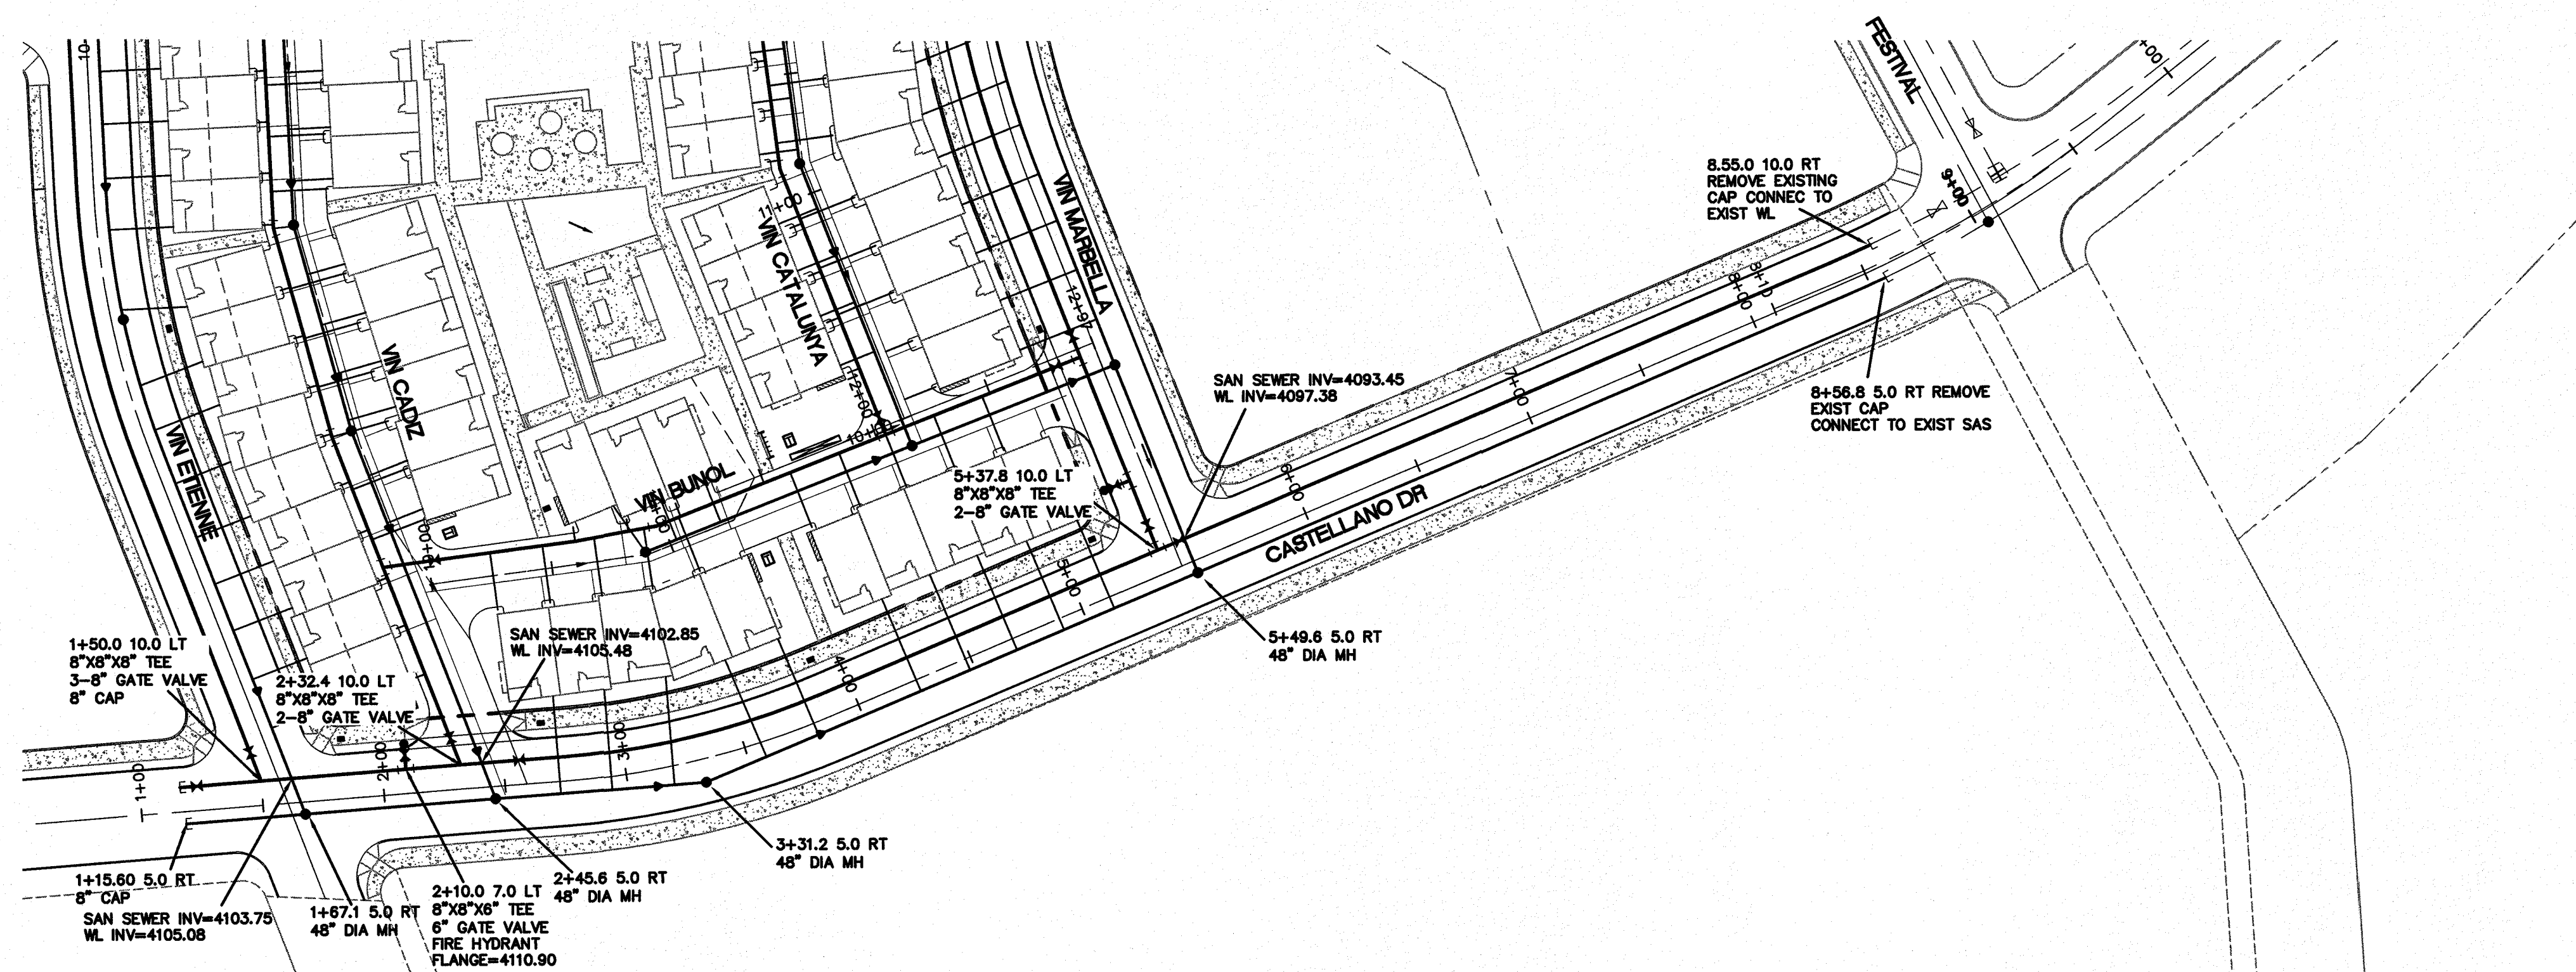 FESTIVAL
+00
10-
8.55.0 10.0 RT
REMOVE EXISTING
CAP CONNEC TO
EXIST WL
9+00
VIN MARBELLA
11+00
VIN CATALUNYA
8+00
12+97
VIN CADIZ
12+00
SAN SEWER INV=4093.45
WL INV=4097.38
7+00
8+56.8 5.0 RT REMOVE
EXIST CAP
CONNECT TO EXIST SAS
VIN ETIENNE
VIN BUNOL
5+37.8 10.0 LT
8"X8"X8" TEE
2-8" GATE VALVE
6+00
CASTELLANO DR
5+00
SAN SEWER INV=4102.85
WL INV=4105.48
5+49.6 5.0 RT
48" DIA MH
1+50.0 10.0 LT
8"X8"X8" TEE
3-8" GATE VALVE
8" CAP
2+32.4 10.0 LT
8"X8"X8" TEE
2-8" GATE VALVE
4+00
3+00
2+00
1+00
3+31.2 5.0 RT
48" DIA MH
1+15.60 5.0 RT
8" CAP
SAN SEWER INV=4103.75
WL INV=4105.08
1+67.1 5.0 RT
48" DIA MH
2+10.0 7.0 LT
8"X8"X6" TEE
6" GATE VALVE
FIRE HYDRANT
FLANGE=4110.90
2+45.6 5.0 RT
48" DIA MH